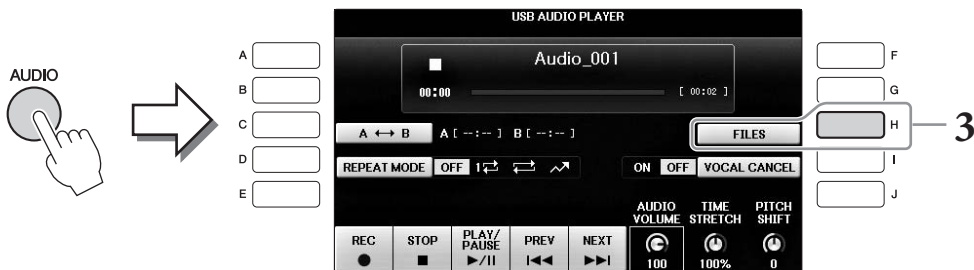 USB AUDIO PLAYER
AUDIO
A
B
C
D
E
Audio_001
00:00 [ 00:02 ]
A ↔ B A [ --:-- ] B [ --:-- ]
FILES
REPEAT MODE OFF 1
ON OFF VOCAL CANCEL
AUDIO VOLUME
TIME STRETCH
PITCH SHIFT
REC
STOP
PLAY/PAUSE
PREV
NEXT
100
100%
0
F
G
H
I
J
3